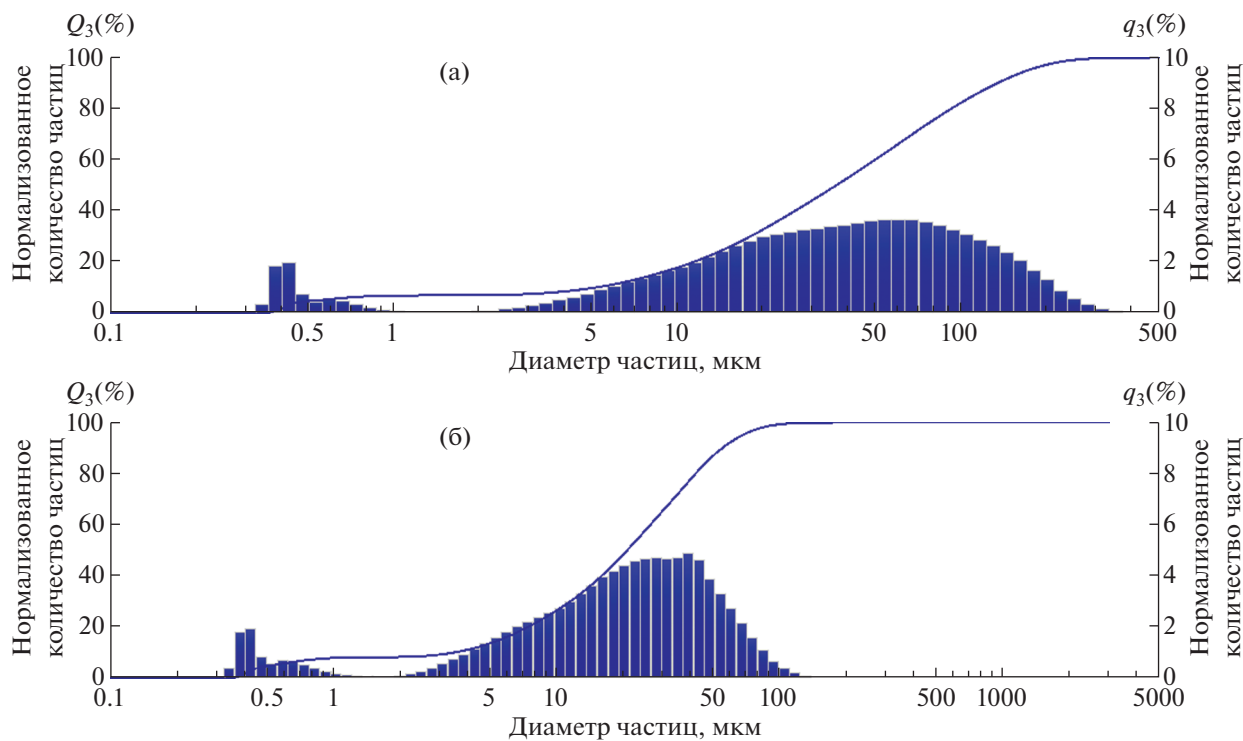 Q₃(%)
q₃(%)
(а)
Нормализованное
количество частиц
100
80
60
40
20
0
10
8
6
4
2
0
Нормализованное
количество частиц
0.1
0.5
1
5
10
50
100
500
Диаметр частиц, мкм
Q₃(%)
q₃(%)
(б)
Нормализованное
количество частиц
100
80
60
40
20
0
10
8
6
4
2
0
Нормализованное
количество частиц
0.1
0.5
1
5
10
50
100
500
1000
5000
Диаметр частиц, мкм